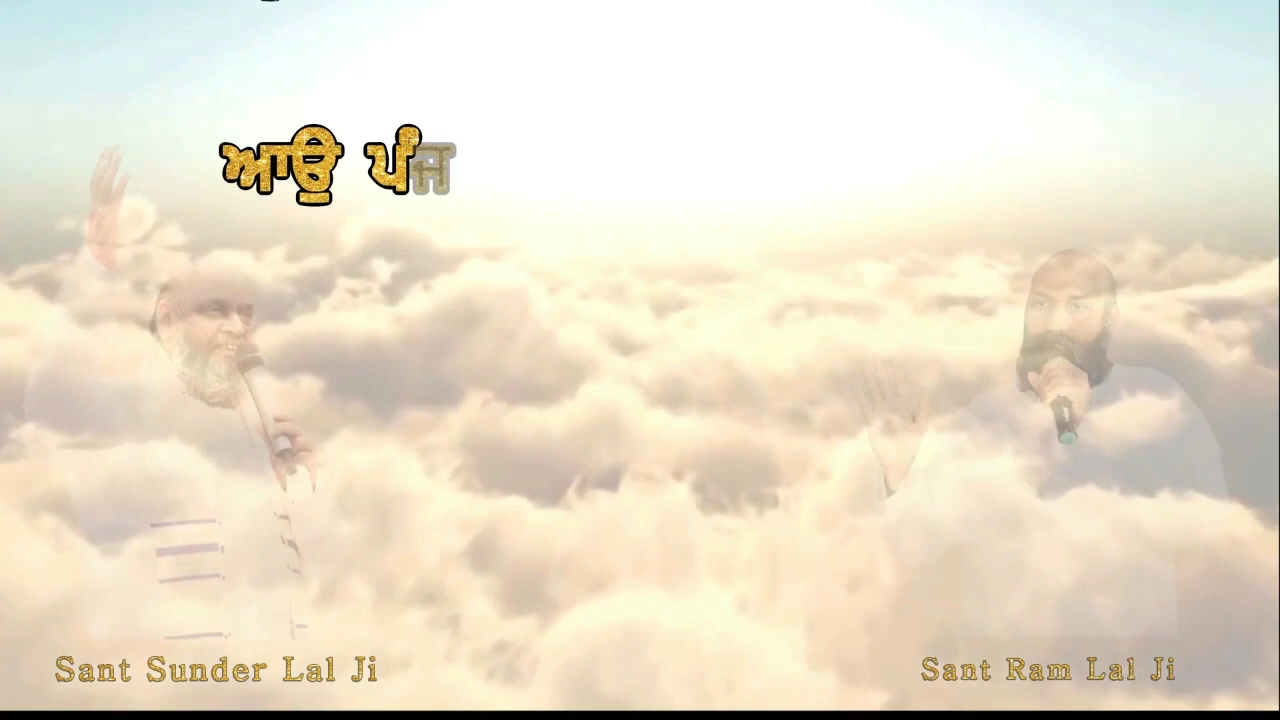 ਆਉ ਪੰਜ
Sant Sunder Lal Ji
Sant Ram Lal Ji